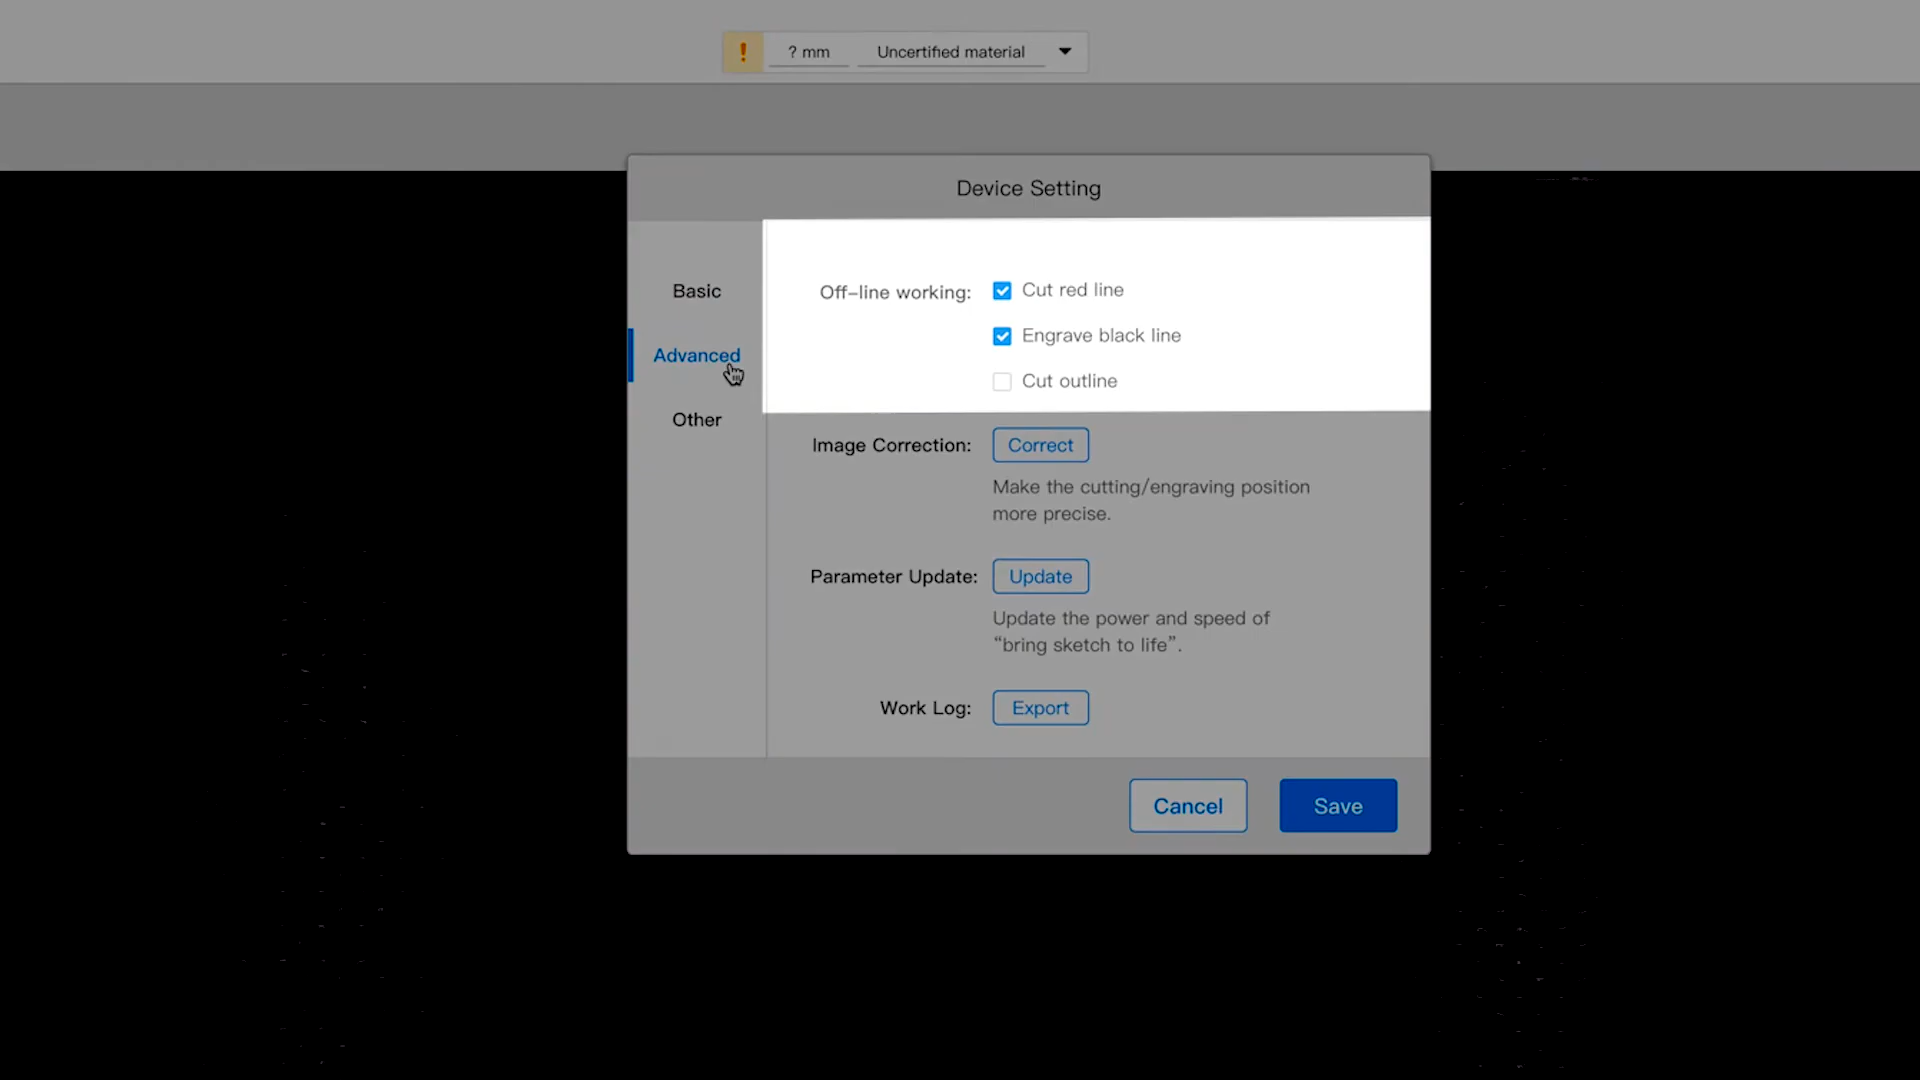 ! ? mm Uncertified material
Device Setting
Basic
Advanced
Other
Off-line working:
Cut red line
Engrave black line
Cut outline
Image Correction: Correct
Make the cutting/engraving position
more precise.
Parameter Update: Update
Update the power and speed of
“bring sketch to life”.
Work Log: Export
Cancel Save